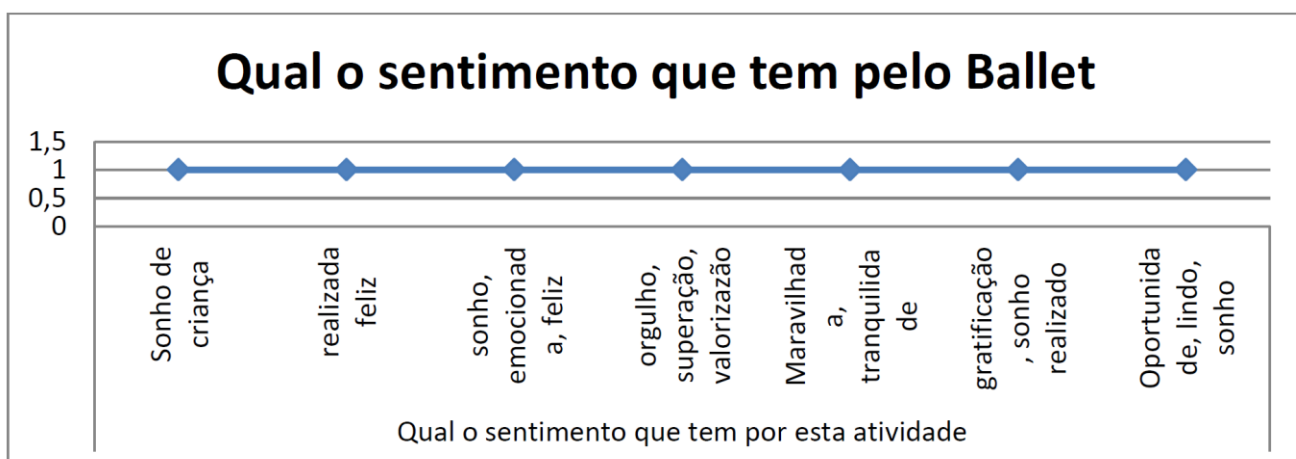 Qual o sentimento que tem pelo Ballet
1,5
1
0,5
0
Sonho de
criança
realizada
feliz
sonho,
emocionad
a, feliz
orgulho,
superação,
valorizazão
Maravilhad
a,
tranquilida
de
gratificação
, sonho
realizado
Oportunida
de, lindo,
sonho
Qual o sentimento que tem por esta atividade